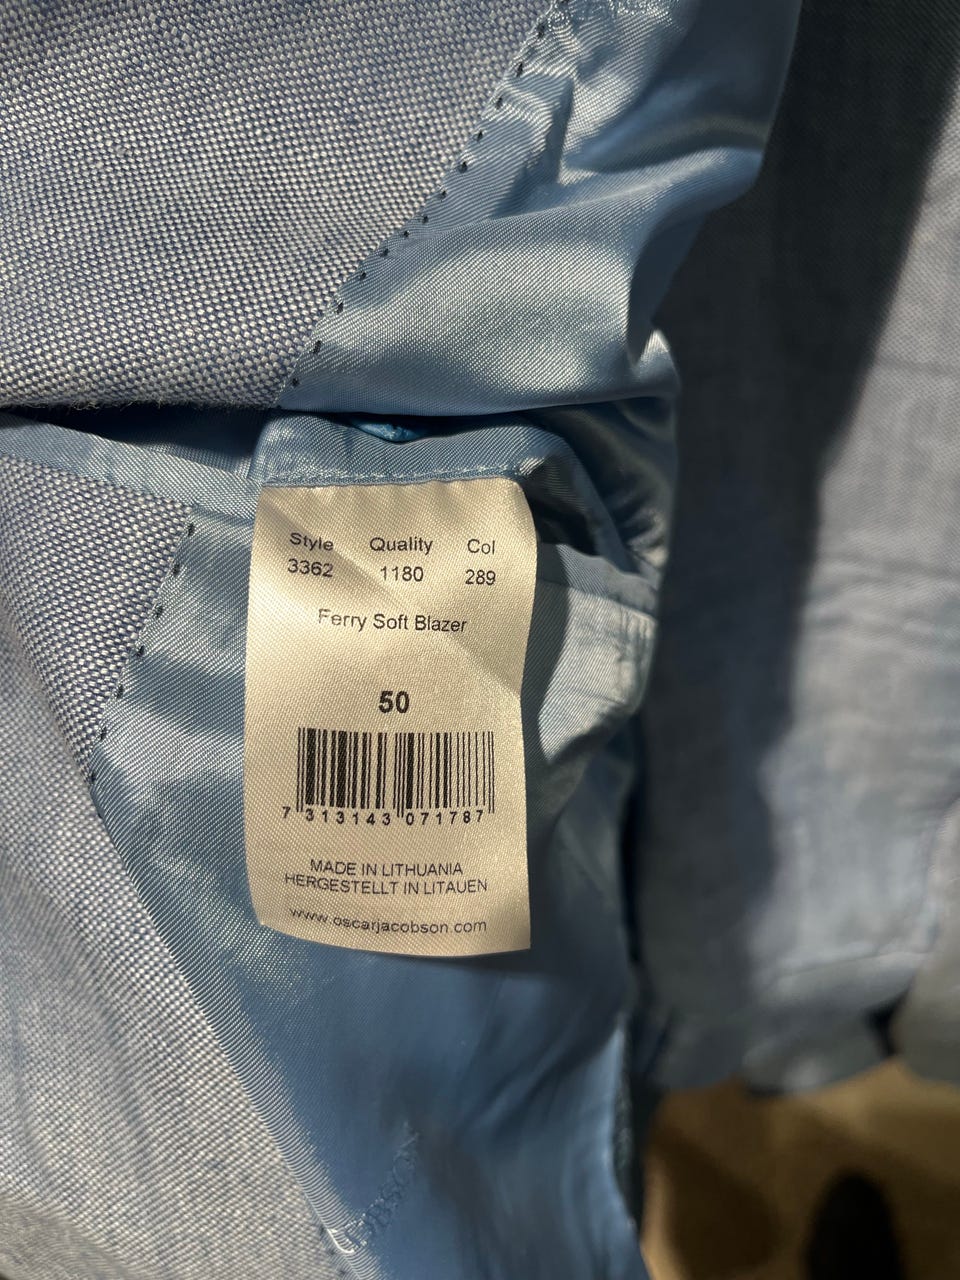 Style Quality Col
3362 1180 289
Ferry Soft Blazer
50
7 313143 071787
MADE IN LITHUANIA
HERGESTELLT IN LITAUEN
www.oscarjacobson.com